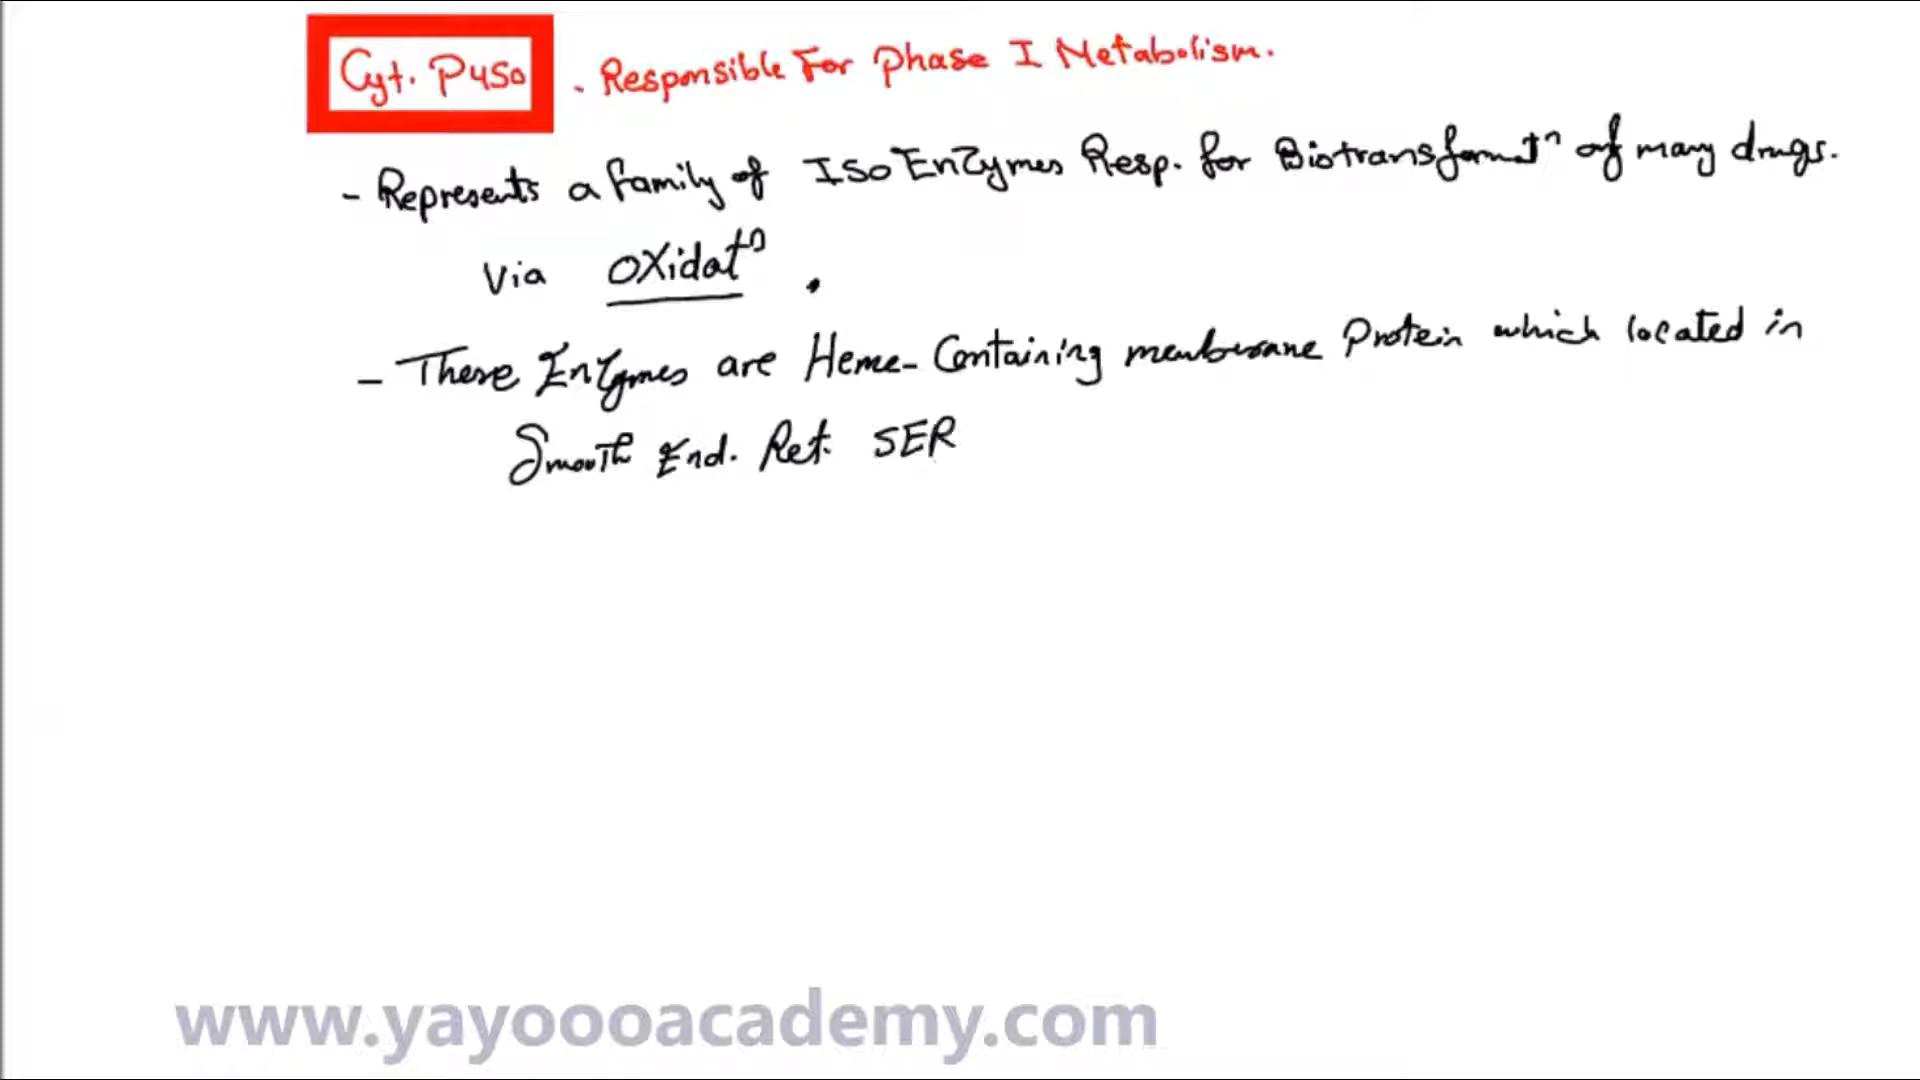 Cyt. P450 . Responsible For Phase I Metabolism.
- Represents a family of IsoEnzymes Resp. for Biotransformatⁿ of many drugs.
Via OXidatⁿ .
- These Enzymes are Heme-Containing membrane Protein which located in
Smooth End. Ret. SER
www.yayoooacademy.com